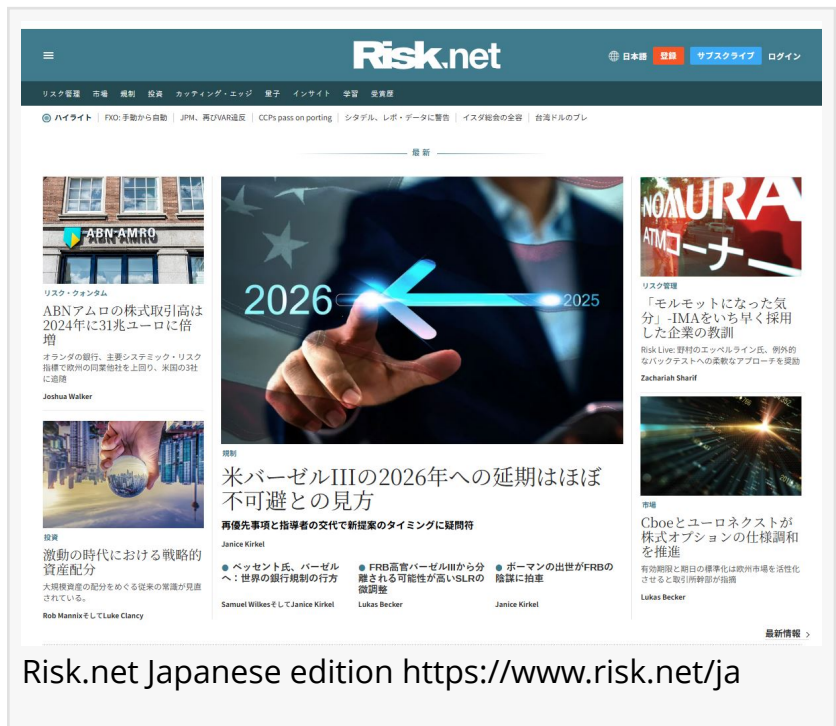 Risk.net
日本語 登録 サブスクライブ ログイン
リスク管理 市場 規制 投資 カッティング・エッジ 量子 インサイト 学習 受賞歴
ハイライト FXO: 手動から自動 JPM、再びVAR違反 CCPs pass on porting シタデル、レポ・データに警告 イスダ総会の全容 台湾ドルのブレ
最新
ABN·AMRO
リスク・クォンタム
ABNアムロの株式取引高は
2024年に31兆ユーロに倍
増
オランダの銀行、主要システミック・リスク
指標で欧州の同業他社を上回り、米国の3社
に追随
Joshua Walker
投資
激動の時代における戦略的
資産配分
大規模資産の配分をめぐる従来の常識が見直
されている。
Rob MannixそしてLuke Clancy
2026 2025
規制
米バーゼルIIIの2026年への延期はほぼ
不可避との見方
再優先事項と指導者の交代で新提案のタイミングに疑問符
Janice Kirkel
ベッセント氏、バーゼル
へ：世界の銀行規制の行方
Samuel WilkesそしてJanice Kirkel
FRB高官バーゼルIIIから分
離される可能性が高いSLRの
微調整
Lukas Becker
ボーマンの出世がFRBの
陰謀に拍車
Janice Kirkel
NOMURA
ATMコーナー
リスク管理
「モルモットになった気
分」-IMAをいち早く採用
した企業の教訓
Risk Live: 野村のエッペルライン氏、例外的
なバックテストへの柔軟なアプローチを奨励
Zachariah Sharif
市場
Cboeとユーロネクストが
株式オプションの仕様調和
を推進
有効期限と期日の標準化は欧州市場を活性化
させると取引所幹部が指摘
Lukas Becker
最新情報
Risk.net Japanese edition https://www.risk.net/ja